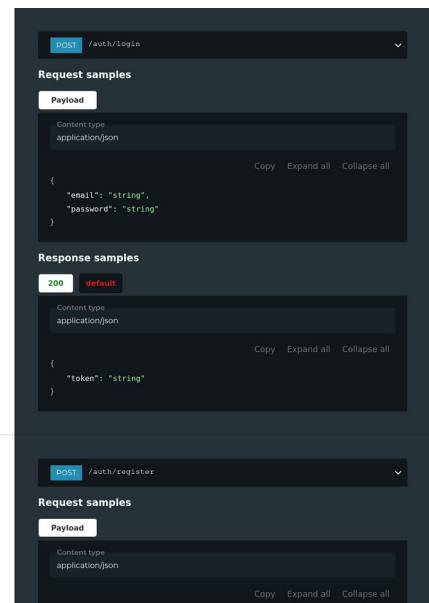 POST /auth/login
Request samples
Payload
Content type
application/json
Copy Expand all Collapse all
{
"email": "string",
"password": "string"
}
Response samples
200 default
Content type
application/json
Copy Expand all Collapse all
{
"token": "string"
}
POST /auth/register
Request samples
Payload
Content type
application/json
Copy Expand all Collapse all